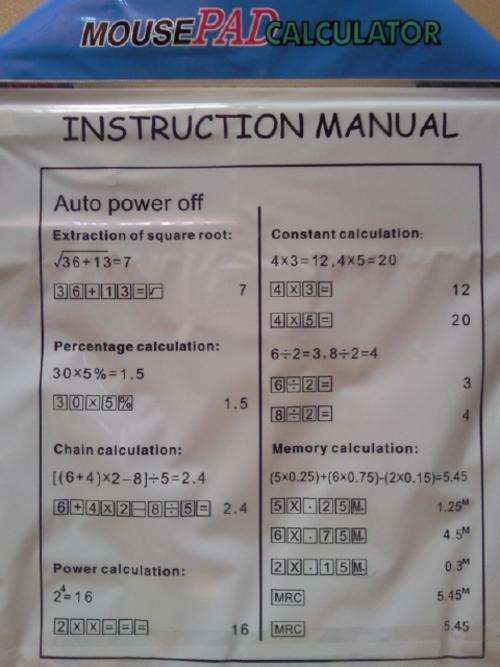 MOUSE PAD CALCULATOR
INSTRUCTION MANUAL
Auto power off
Extraction of square root:
√36+13=7
36+13=√ 7
Percentage calculation:
30×5%=1.5
30×5% 1.5
Chain calculation:
[(6+4)×2−8]÷5=2.4
6+4×2−8÷5= 2.4
Power calculation:
2⁴=16
2××=== 16
Constant calculation:
4×3=12,4×5=20
4×3= 12
4×5= 20
6÷2=3,8÷2=4
6÷2= 3
8÷2= 4
Memory calculation:
(5×0.25)+(6×0.75)-(2×0.15)=5.45
5×·25M 1.25ᴹ
6×·75M 4.5ᴹ
2×·15M 0.3ᴹ
MRC 5.45ᴹ
MRC 5.45